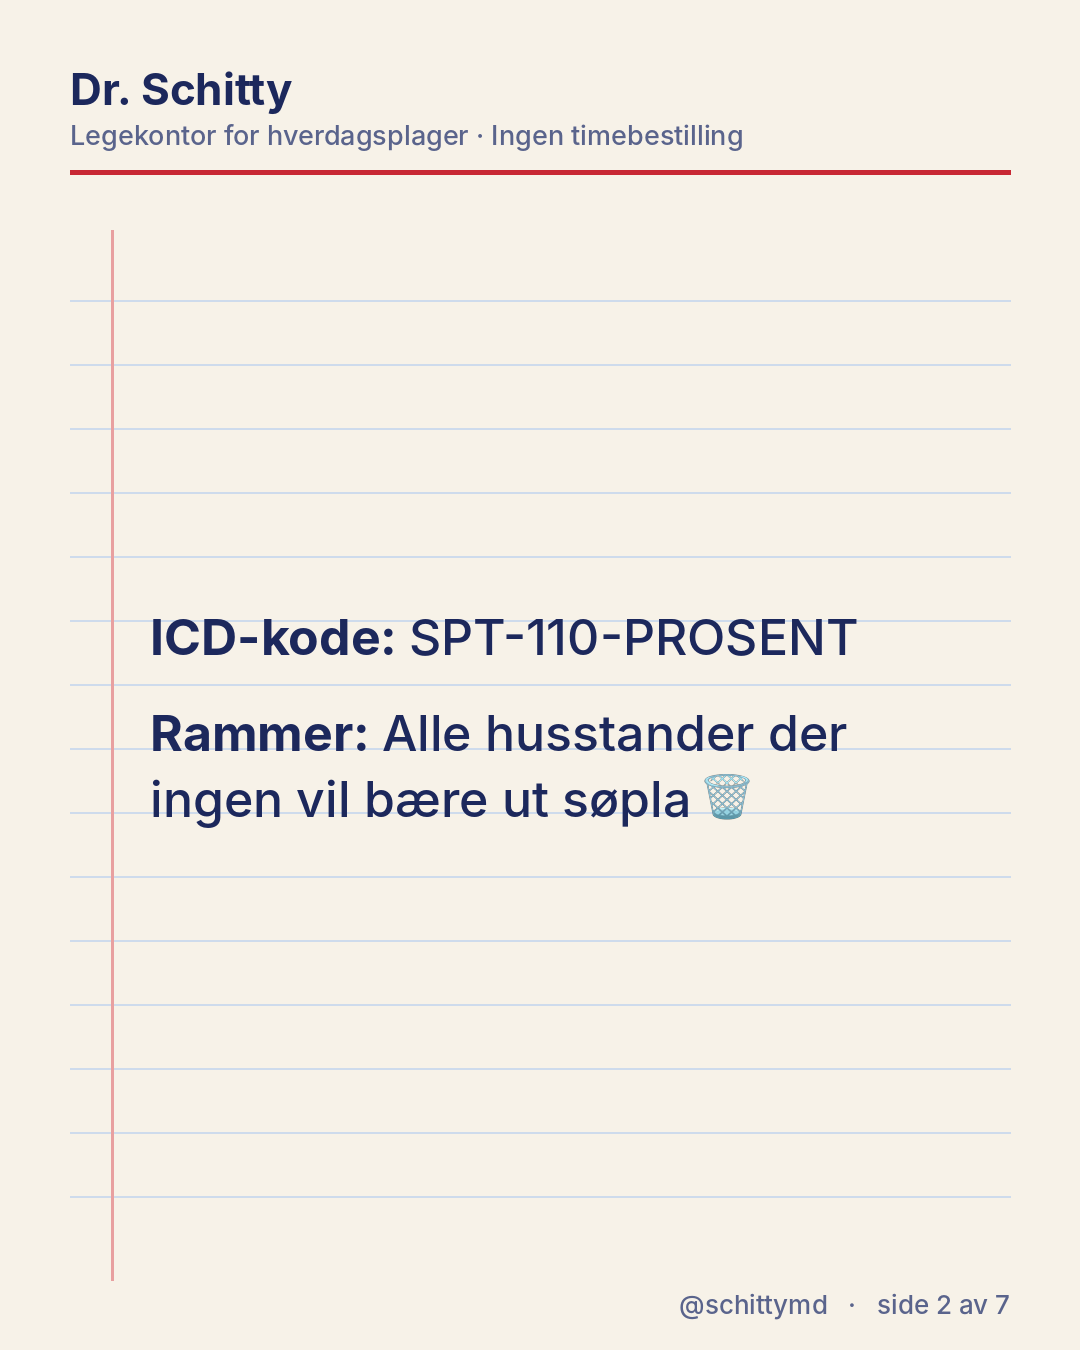 Dr. Schitty
Legekontor for hverdagsplager · Ingen timebestilling
ICD-kode: SPT-110-PROSENT
Rammer: Alle husstander der
ingen vil bære ut søpla 🗑️
@schittymd · side 2 av 7